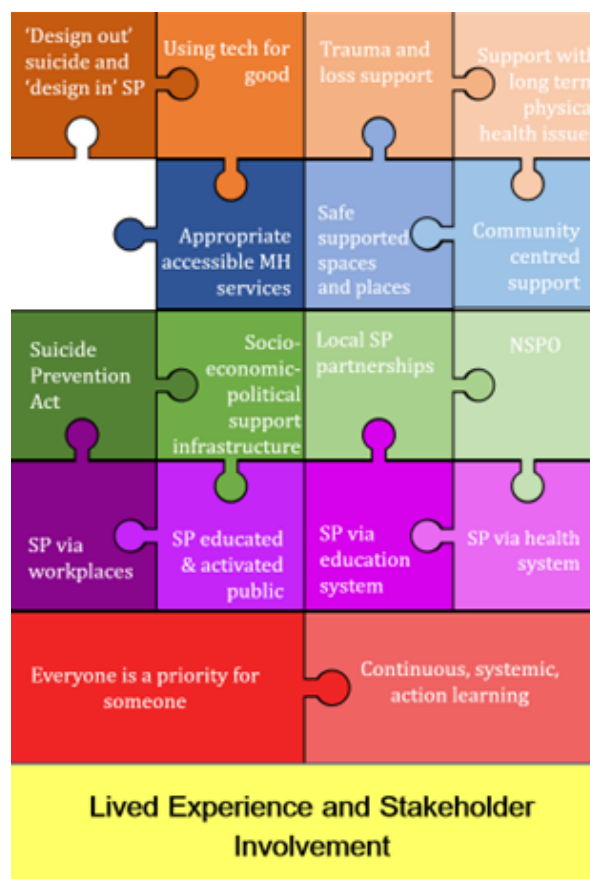 ‘Design out’
suicide and
‘design in’ SP
Using tech for
good
Trauma and
loss support
Support with
long term
physical
health issues
Appropriate
accessible MH
services
Safe
supported
spaces
and places
Community
centred
support
Suicide
Prevention
Act
Socio-
economic-
political
support
infrastructure
Local SP
partnerships
NSPO
SP via
workplaces
SP educated
& activated
public
SP via
education
system
SP via health
system
Everyone is a priority for
someone
Continuous, systemic,
action learning
Lived Experience and Stakeholder
Involvement